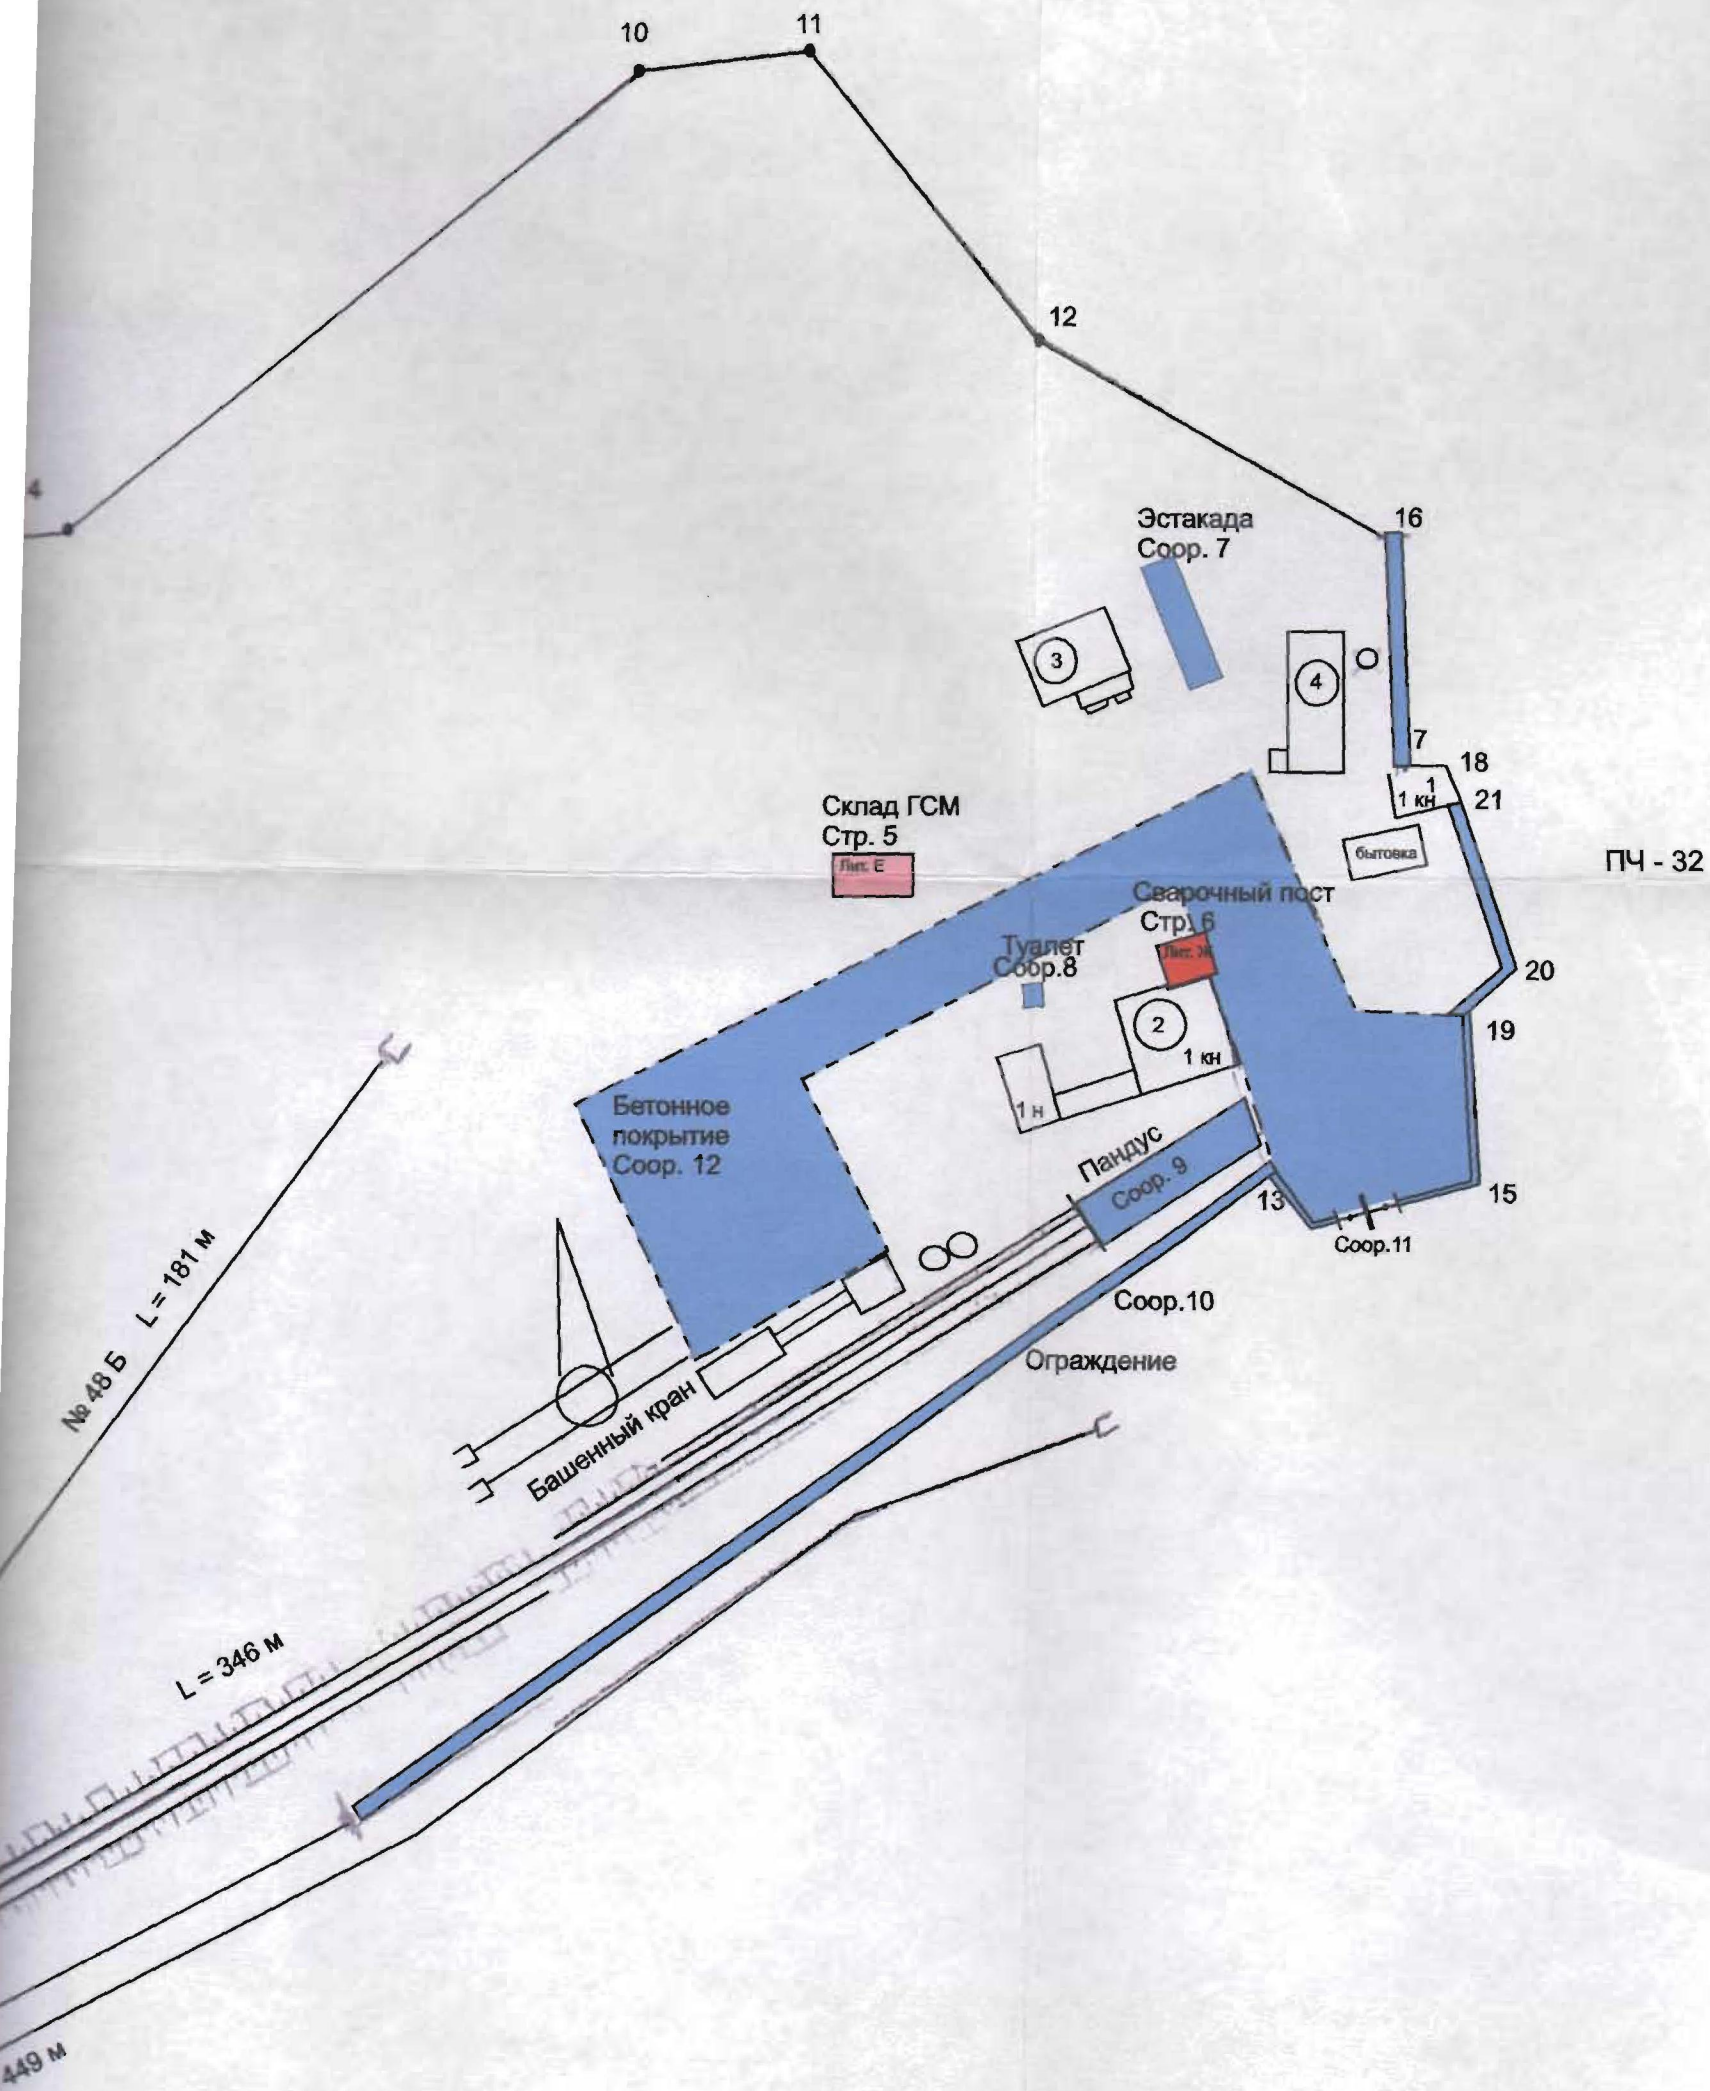 10
11
12
4
16
Эстакада
Соор. 7
3
4
7
18
1
1 кн
21
Склад ГСМ
Стр. 5
Лит. Е
бытовка
ПЧ - 32
Сварочный пост
Стр. 6
Лит. Ж
Туалет
Соор.8
20
19
2
1 кн
1 н
Бетонное
покрытие
Соор. 12
Пандус
Соор. 9
13
15
Соор.11
Соор.10
Ограждение
№ 48 Б L = 181 м
Башенный кран
L = 346 м
449 м